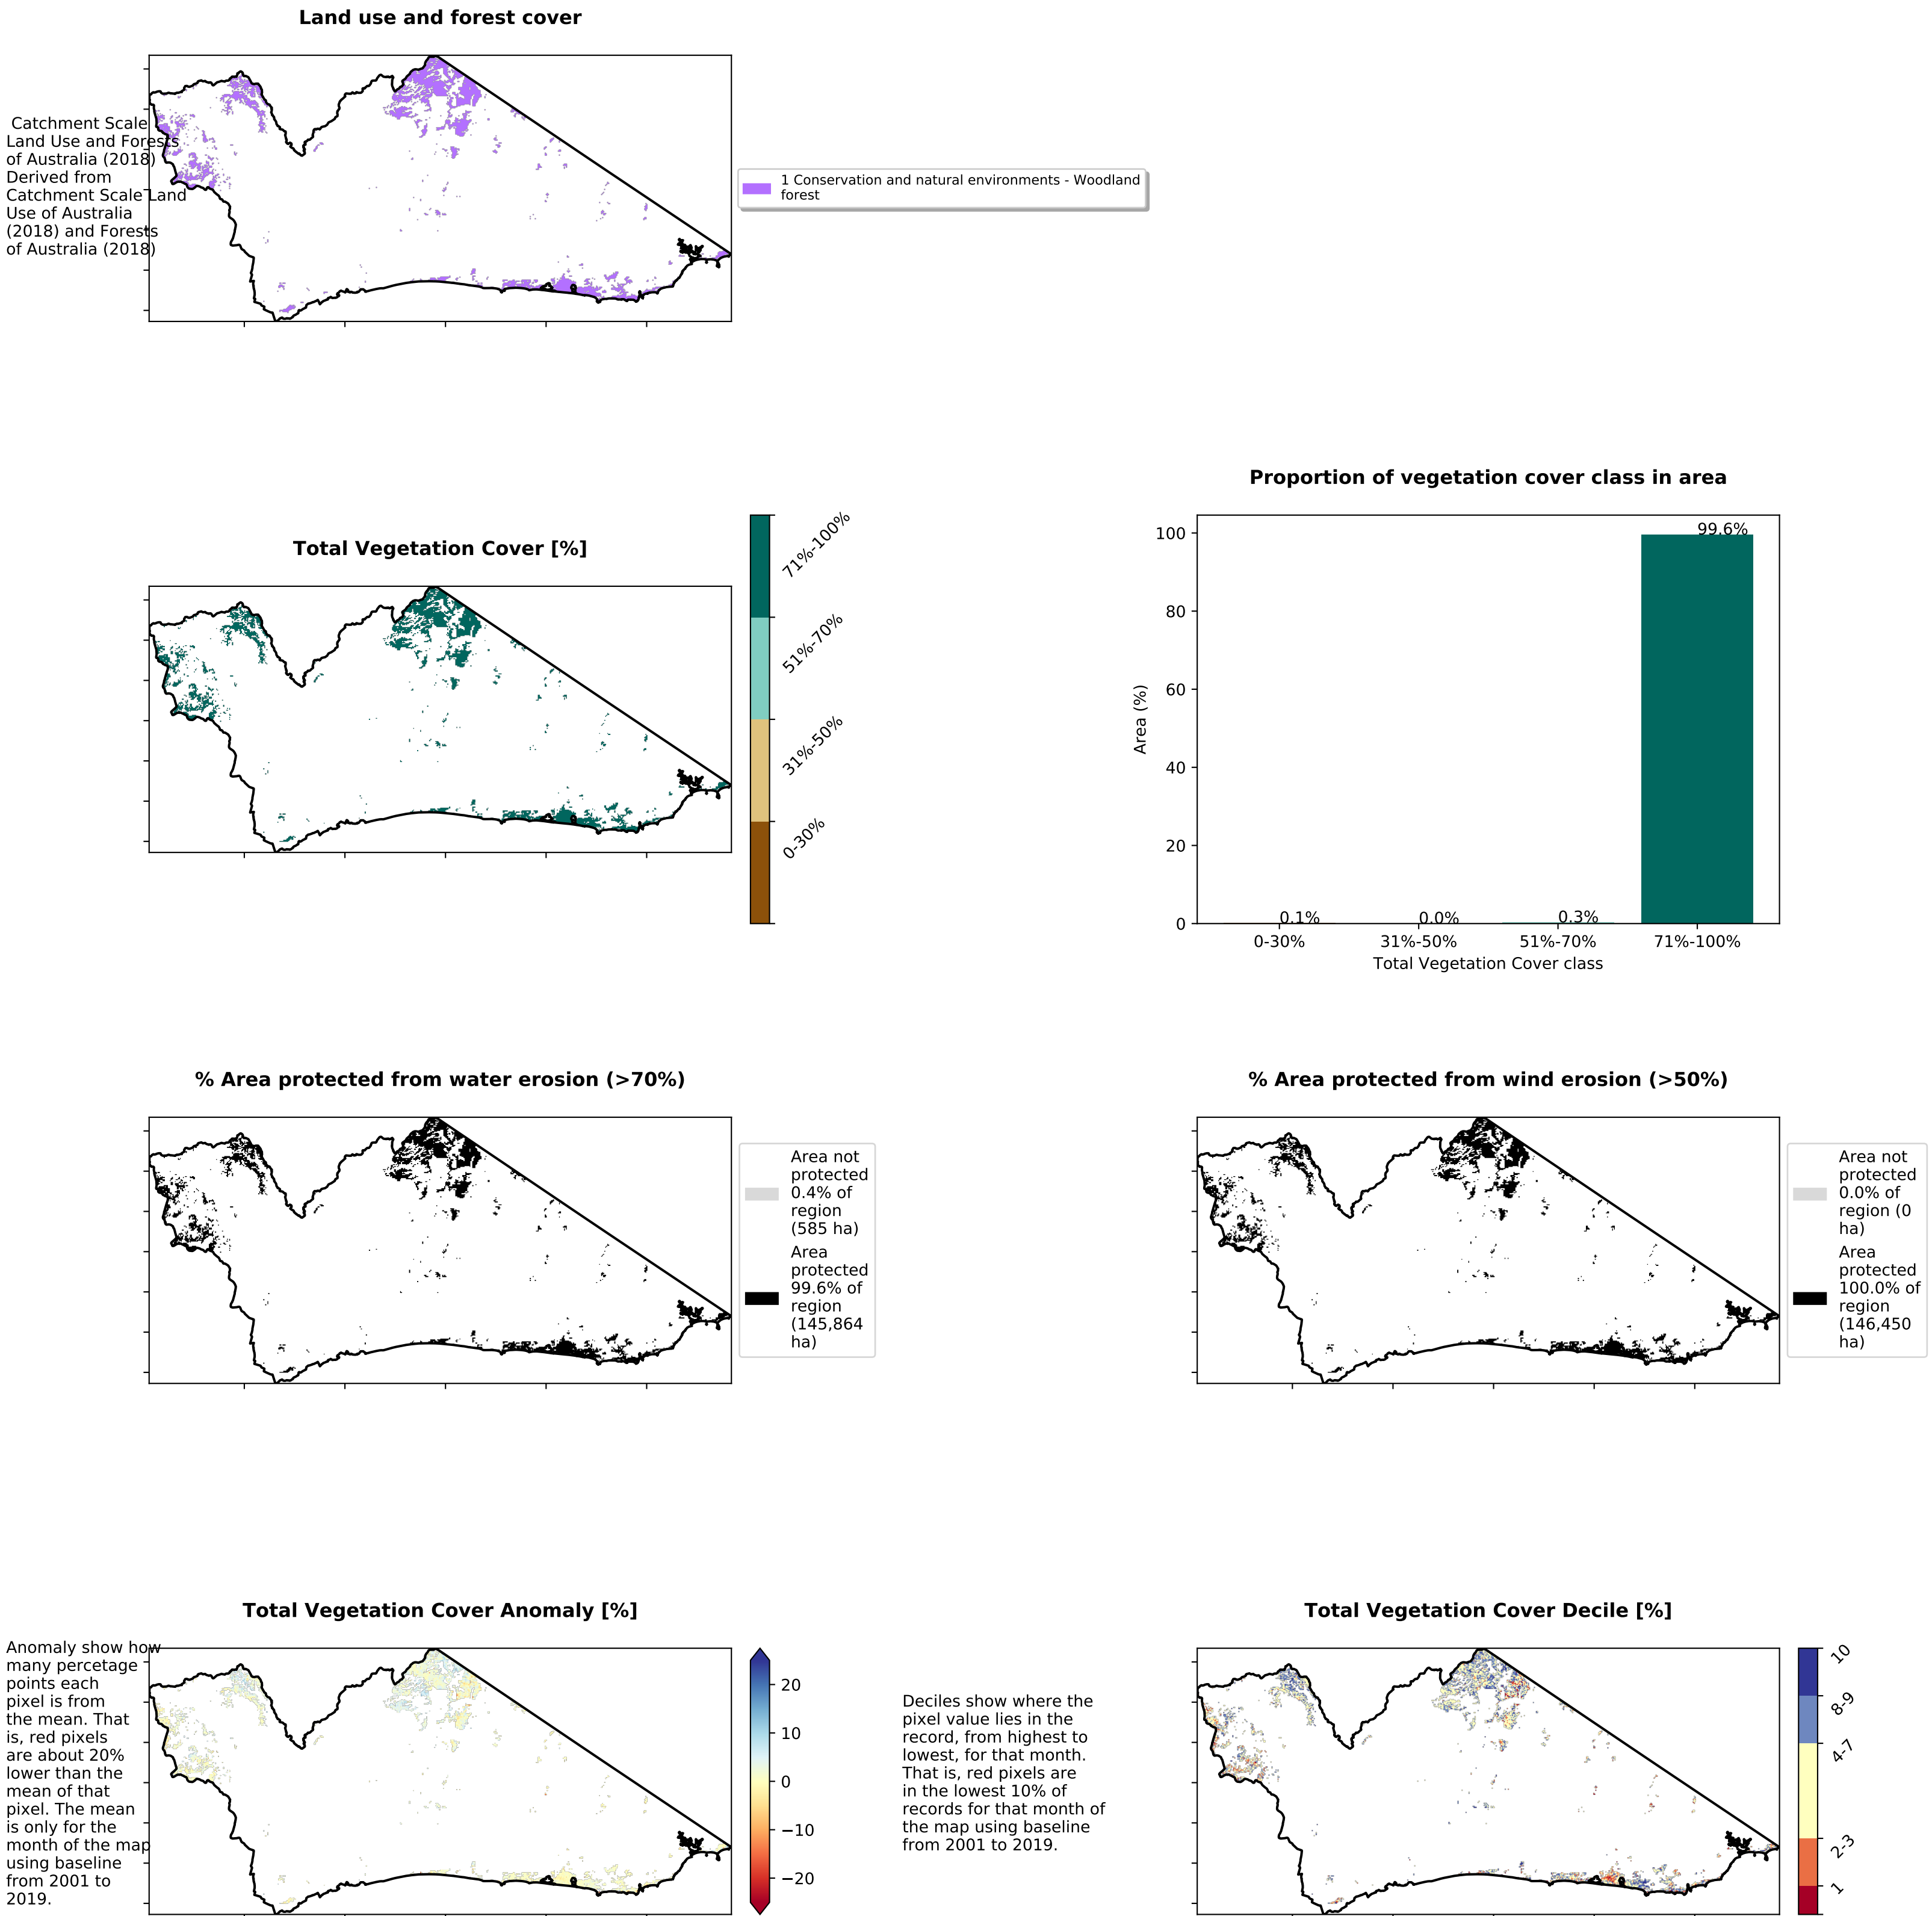 Land use and forest cover
Catchment Scale
Land Use and Forests
of Australia (2018)
Derived from
Catchment Scale Land
Use of Australia
(2018) and Forests
of Australia (2018)
1 Conservation and natural environments - Woodland
forest
Total Vegetation Cover [%]
71%-100%
51%-70%
31%-50%
0-30%
Proportion of vegetation cover class in area
100
80
60
40
20
0
Area (%)
0.1%
0.0%
0.3%
99.6%
0-30%
31%-50%
51%-70%
71%-100%
Total Vegetation Cover class
% Area protected from water erosion (>70%)
Area not
protected
0.4% of
region
(585 ha)
Area
protected
99.6% of
region
(145,864
ha)
% Area protected from wind erosion (>50%)
Area not
protected
0.0% of
region (0
ha)
Area
protected
100.0% of
region
(146,450
ha)
Total Vegetation Cover Anomaly [%]
Anomaly show how
many percetage
points each
pixel is from
the mean. That
is, red pixels
are about 20%
lower than the
mean of that
pixel. The mean
is only for the
month of the map
using baseline
from 2001 to
2019.
20
10
0
−10
−20
Total Vegetation Cover Decile [%]
Deciles show where the
pixel value lies in the
record, from highest to
lowest, for that month.
That is, red pixels are
in the lowest 10% of
records for that month of
the map using baseline
from 2001 to 2019.
10
8-9
4-7
2-3
1